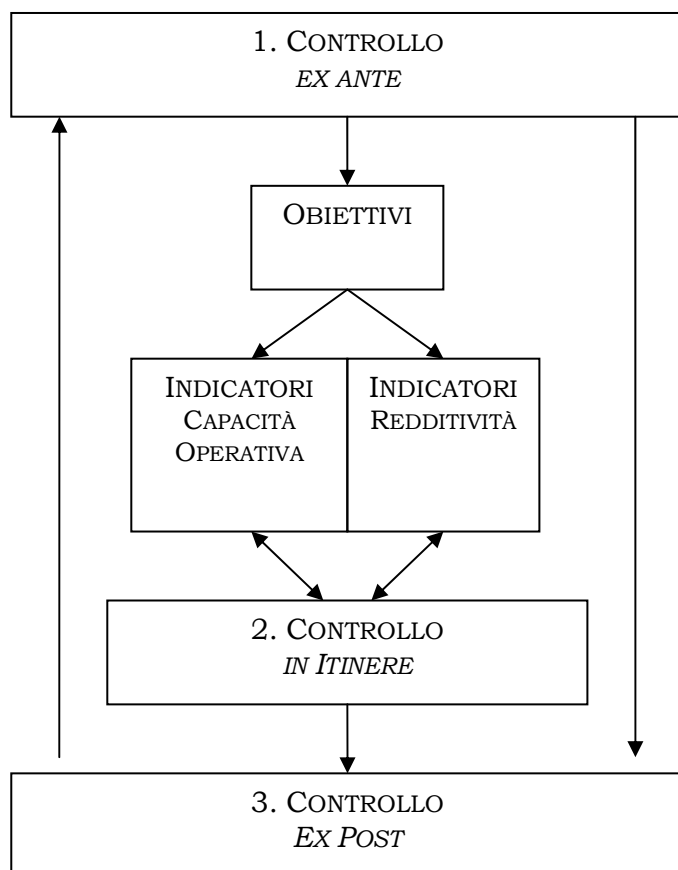 1. CONTROLLO
EX ANTE
OBIETTIVI
INDICATORI
CAPACITÀ
OPERATIVA
INDICATORI
REDDITIVITÀ
2. CONTROLLO
IN ITINERE
3. CONTROLLO
EX POST